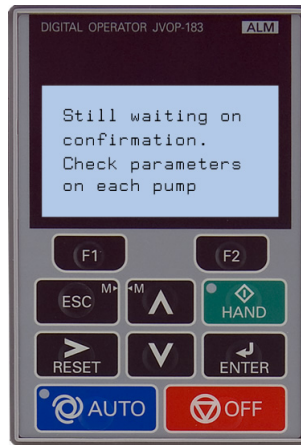 DIGITAL OPERATOR JVOP-183 ALM
Still waiting on
confirmation.
Check parameters
on each pump
F1 F2
ESC M M HAND
RESET ENTER
AUTO OFF